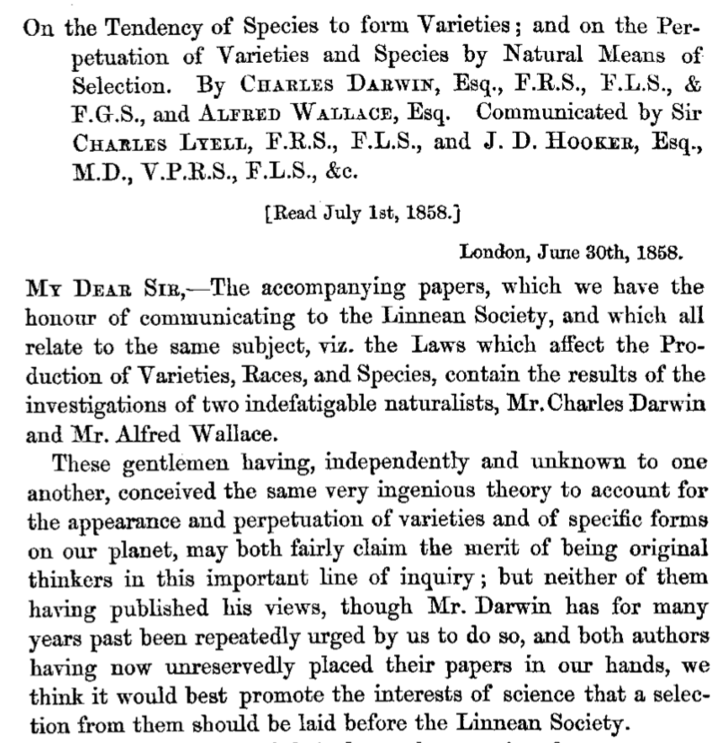 On the Tendency of Species to form Varieties; and on the Per-
petuation of Varieties and Species by Natural Means of
Selection. By CHARLES DARWIN, Esq., F.R.S., F.L.S., &
F.G.S., and ALFRED WALLACE, Esq. Communicated by Sir
CHARLES LYELL, F.R.S., F.L.S., and J. D. HOOKER, Esq.,
M.D., V.P.R.S., F.L.S., &c.
[Read July 1st, 1858.]
London, June 30th, 1858.
MY DEAR SIR,—The accompanying papers, which we have the
honour of communicating to the Linnean Society, and which all
relate to the same subject, viz. the Laws which affect the Pro-
duction of Varieties, Races, and Species, contain the results of the
investigations of two indefatigable naturalists, Mr. Charles Darwin
and Mr. Alfred Wallace.
These gentlemen having, independently and unknown to one
another, conceived the same very ingenious theory to account for
the appearance and perpetuation of varieties and of specific forms
on our planet, may both fairly claim the merit of being original
thinkers in this important line of inquiry; but neither of them
having published his views, though Mr. Darwin has for many
years past been repeatedly urged by us to do so, and both authors
having now unreservedly placed their papers in our hands, we
think it would best promote the interests of science that a selec-
tion from them should be laid before the Linnean Society.